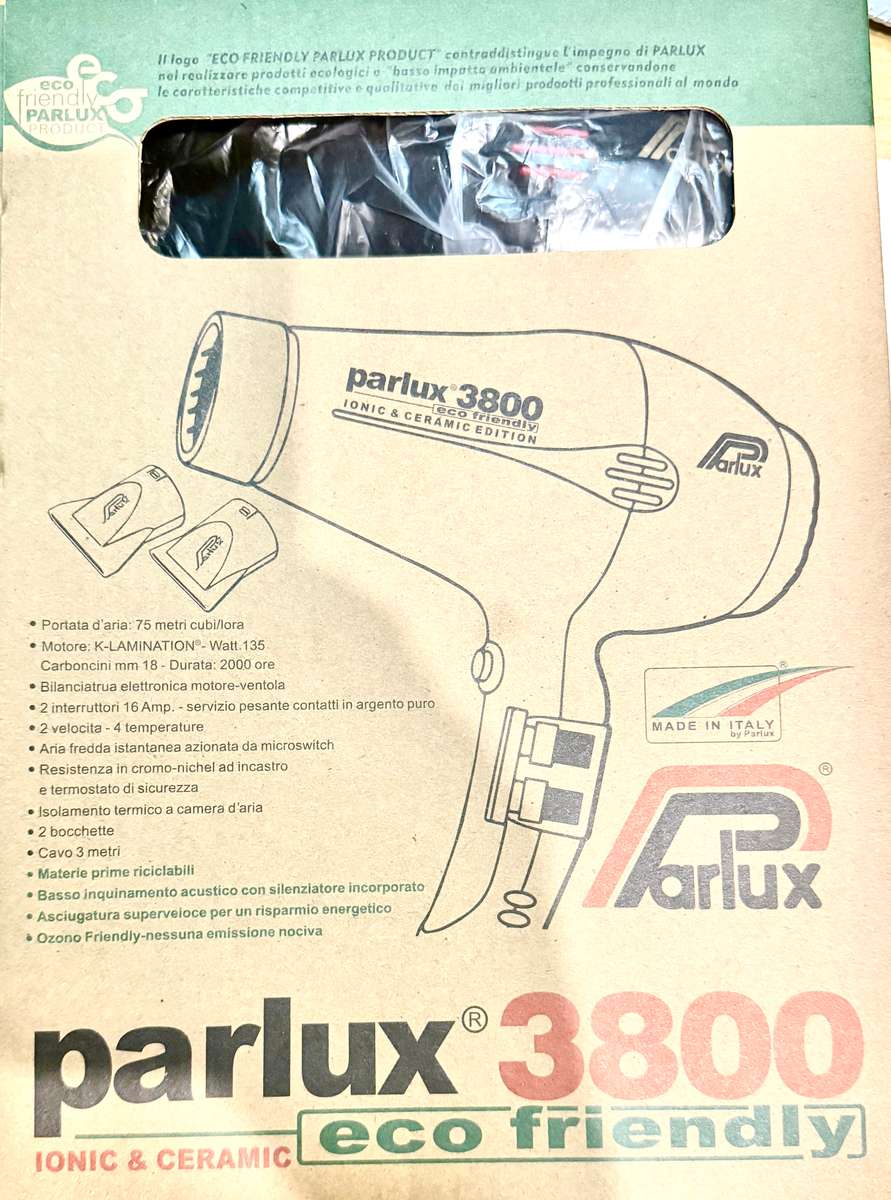 eco
friendly
PARLUX
PRODUCT
Il logo "ECO FRIENDLY PARLUX PRODUCT" contraddistingue l'impegno di PARLUX
nel realizzare prodotti ecologici e "basso impatto ambientale" conservandone
le caratteristiche competitive e qualitative dei migliori prodootti professionali al mondo
Parlux
parlux® 3800
eco friendly
IONIC & CERAMIC EDITION
Parlux
PARLUX
PARLUX
• Portata d'aria: 75 metri cubi/lora
• Motore: K-LAMINATION®- Watt.135
Carboncini mm 18 - Durata: 2000 ore
• Bilanciatrua elettronica motore-ventola
• 2 interruttori 16 Amp. - servizio pesante contatti in argento puro
• 2 velocita - 4 temperature
• Aria fredda istantanea azionata da microswitch
• Resistenza in cromo-nichel ad incastro
e termostato di sicurezza
• Isolamento termico a camera d'aria
• 2 bocchette
• Cavo 3 metri
• Materie prime riciclabili
• Basso inquinamento acustico con silenziatore incorporato
• Asciugatura superveioce per un risparmio energetico
• Ozono Friendly-nessuna emissione nociva
®
MADE IN ITALY
by Parlux
Parlux®
parlux® 3800
eco friendly
IONIC & CERAMIC